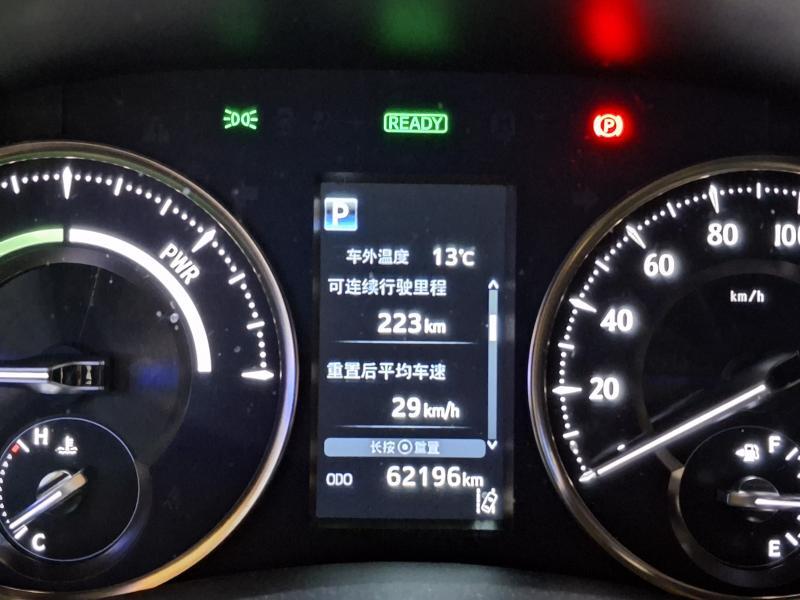 READY
P
P
车外温度 13℃
可连续行驶里程
223km
重置后平均车速
29km/h
长按⊙重置
ODO 62196km
PWR
H
C
20
40
60
80
100
km/h
F
E